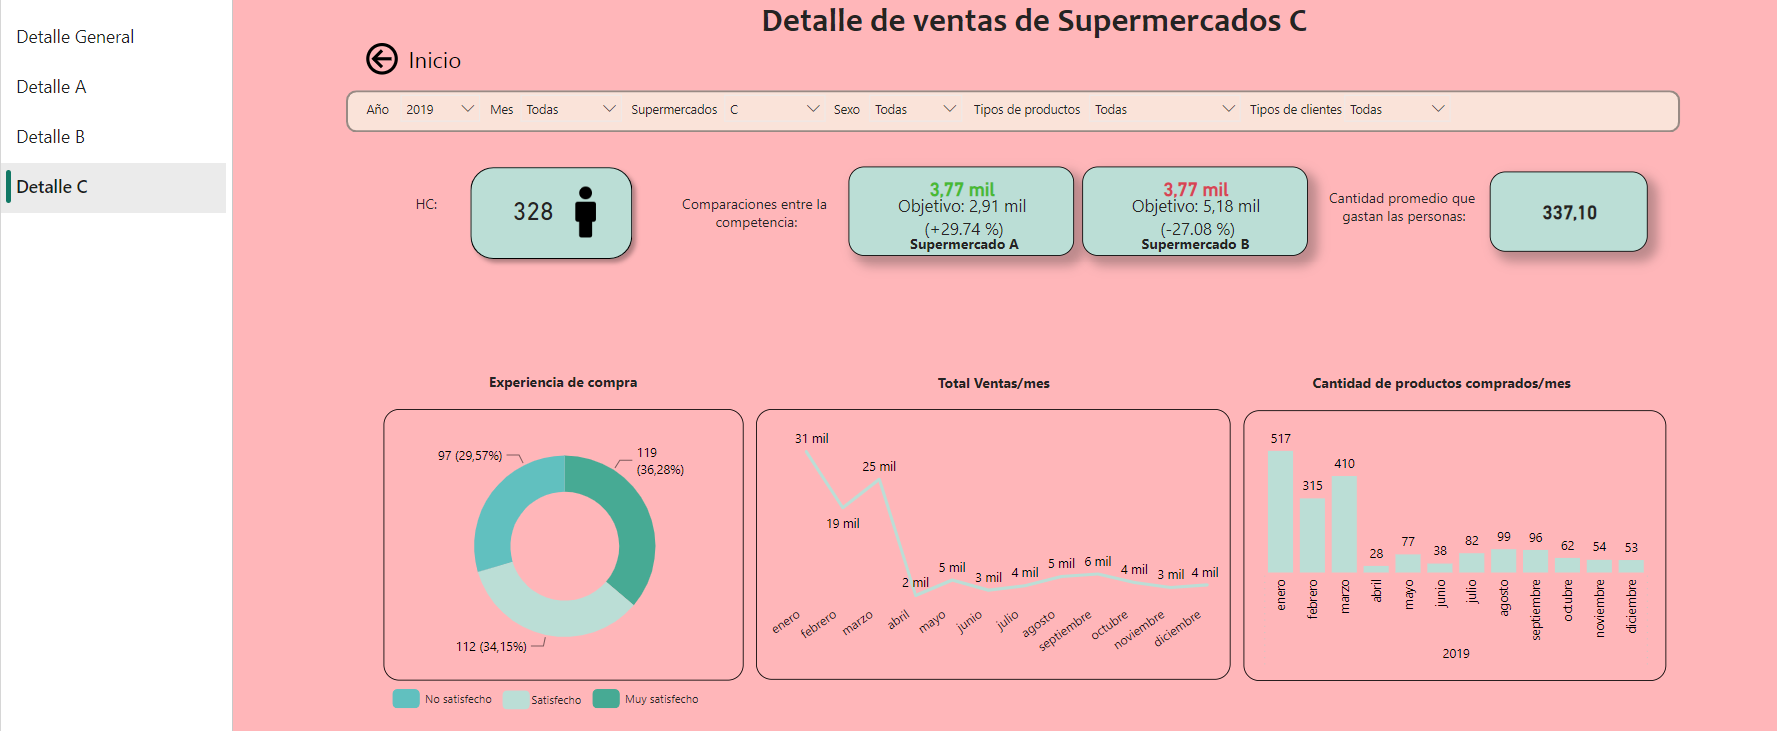 Detalle General
Detalle A
Detalle B
Detalle C
Detalle de ventas de Supermercados C
Inicio
Año 2019 Mes Todas Supermercados C Sexo Todas Tipos de productos Todas Tipos de clientes Todas
HC:
328
Comparaciones entre la
competencia:
3,77 mil
Objetivo: 2,91 mil
(+29.74 %)
Supermercado A
3,77 mil
Objetivo: 5,18 mil
(-27.08 %)
Supermercado B
Cantidad promedio que
gastan las personas:
337,10
Experiencia de compra
97 (29,57%)
119
(36,28%)
112 (34,15%)
No satisfecho
Satisfecho
Muy satisfecho
Total Ventas/mes
31 mil
19 mil
25 mil
2 mil
5 mil
3 mil
4 mil
5 mil
6 mil
4 mil
3 mil
4 mil
enero
febrero
marzo
abril
mayo
junio
julio
agosto
septiembre
octubre
noviembre
diciembre
Cantidad de productos comprados/mes
517
315
410
28
77
38
82
99
96
62
54
53
enero
febrero
marzo
abril
mayo
junio
julio
agosto
septiembre
octubre
noviembre
diciembre
2019